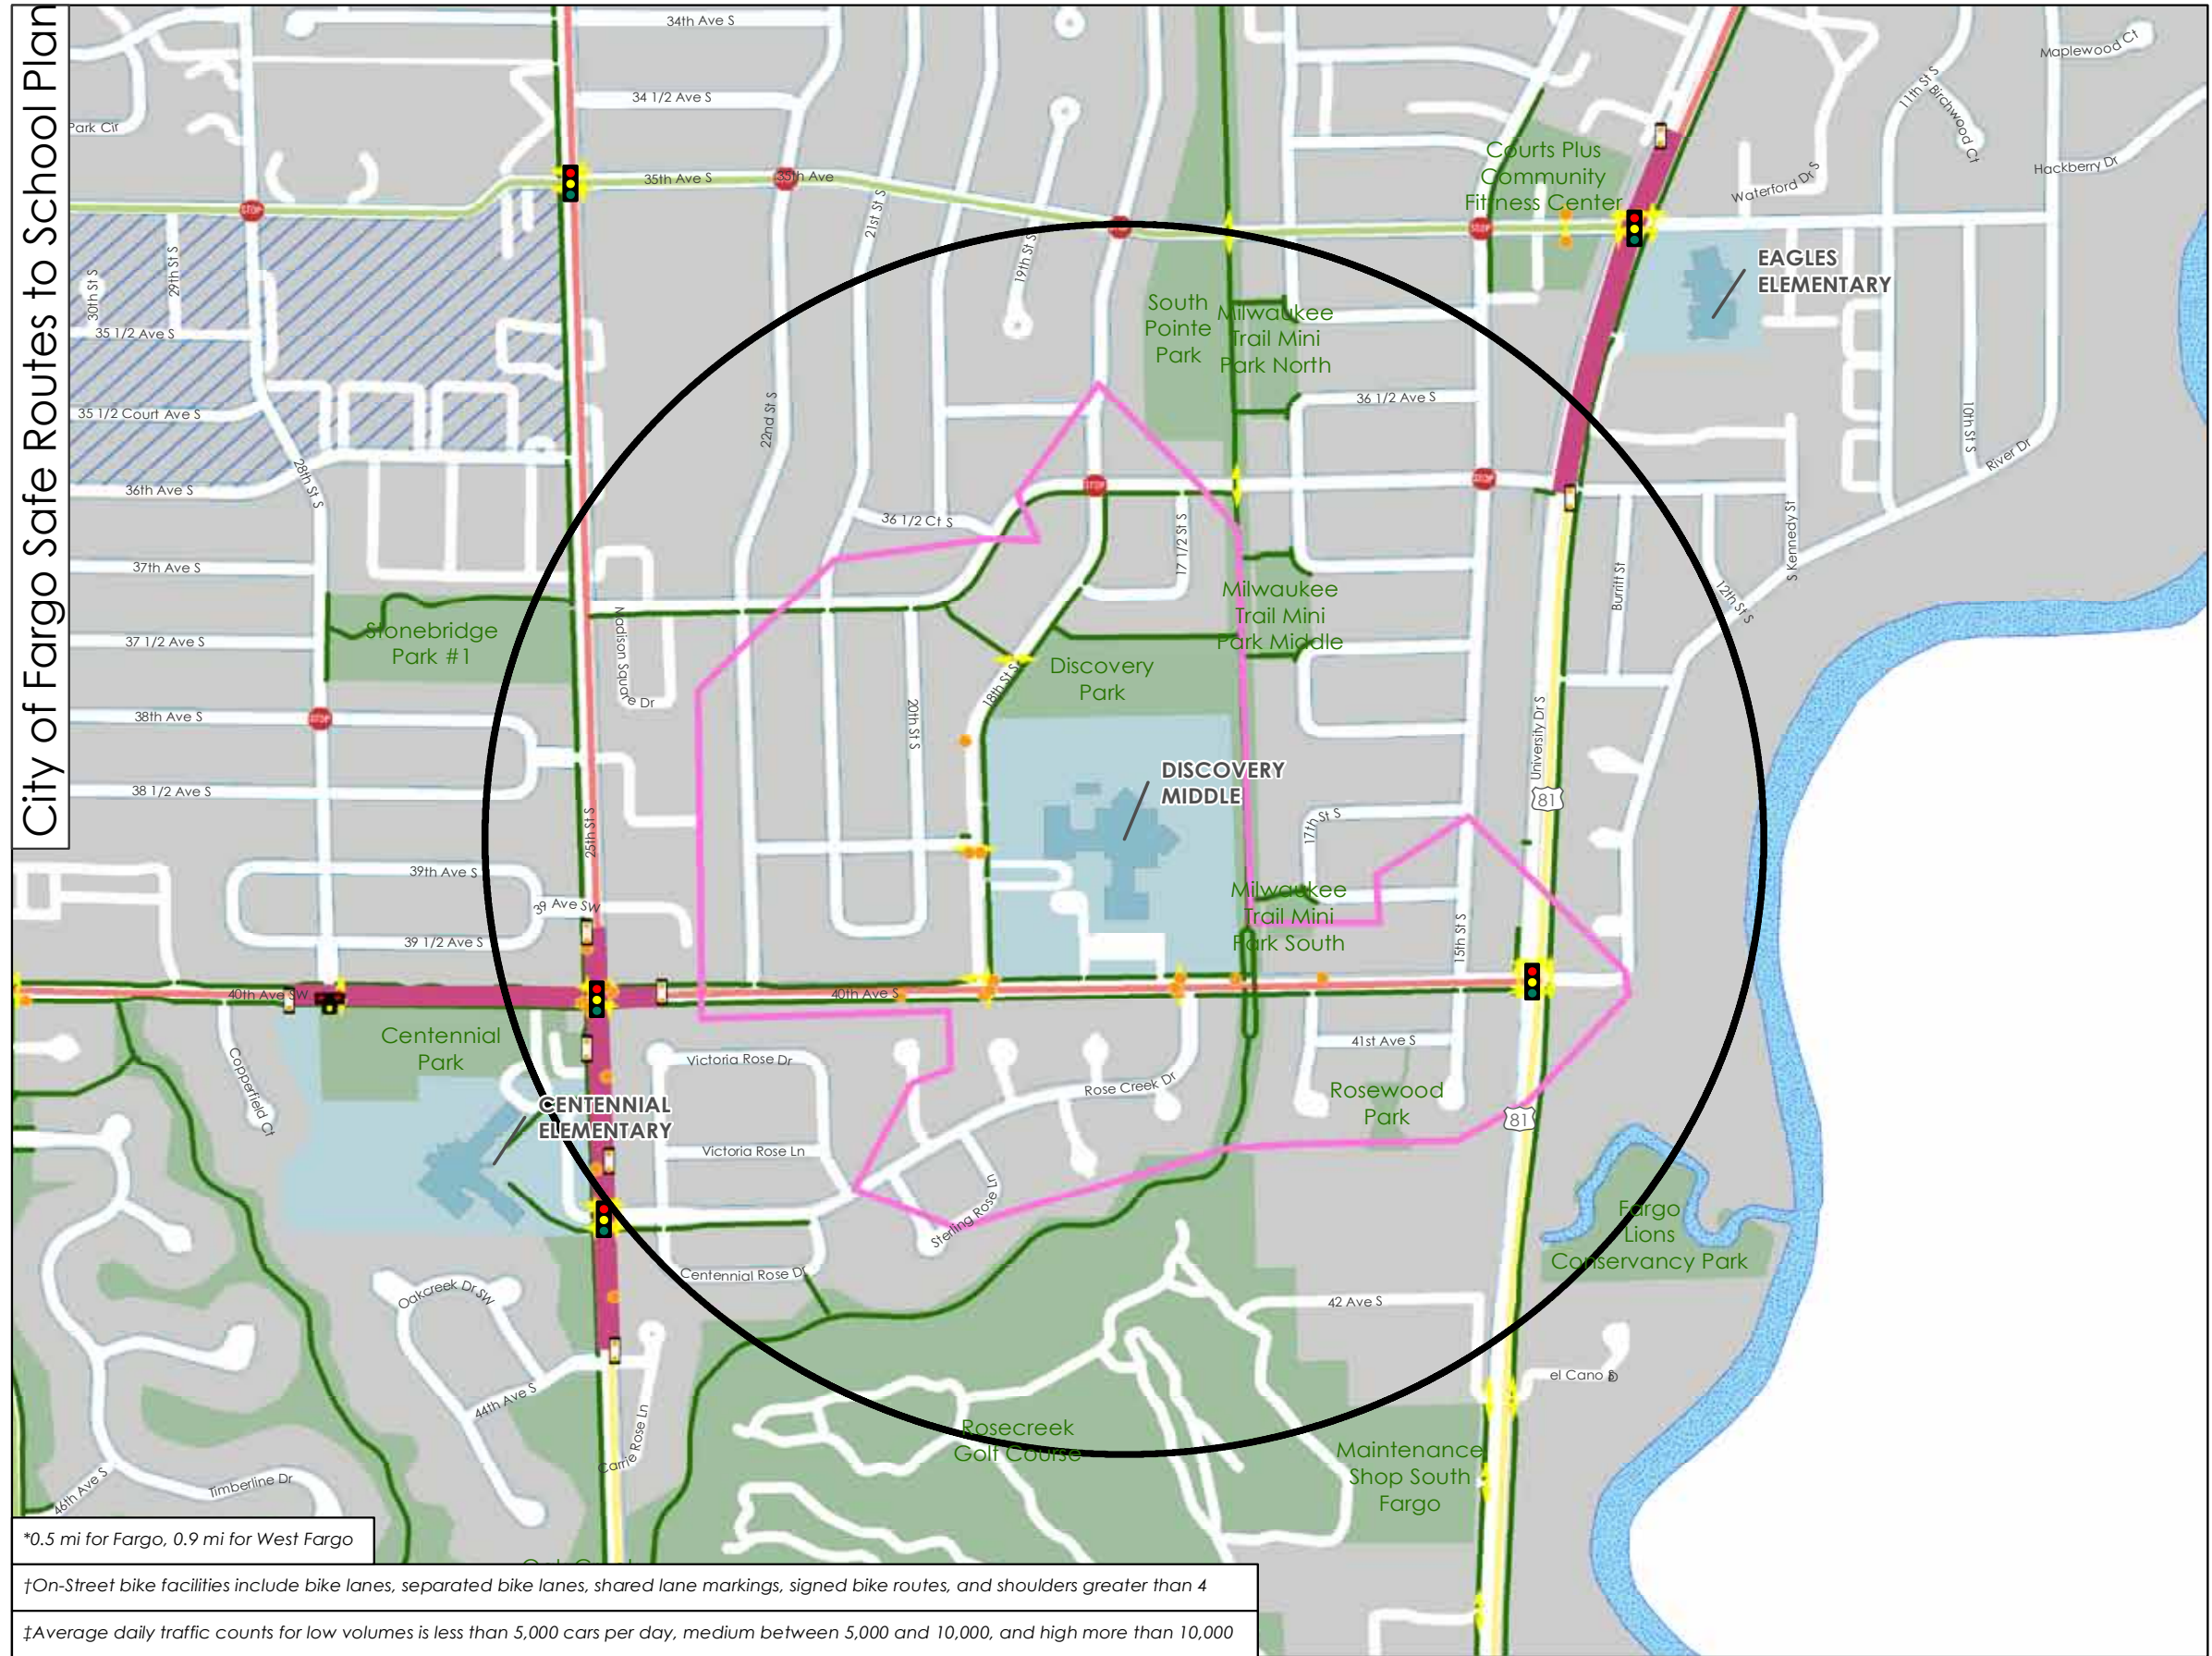 City of Fargo Safe Routes to School Plan
34th Ave S
Maplewood Ct
34 1/2 Ave S
11th St S
Birchwood Ct
Park Cir
Courts Plus
Community
Fitness Center
Hackberry Dr
Waterford Dr S
35th Ave S
35th Ave
21st St S
19th St S
EAGLES
ELEMENTARY
30th St S
29th St S
South
Pointe
Park
Milwaukee
Trail Mini
Park North
35 1/2 Ave S
35 1/2 Court Ave S
22nd St S
36 1/2 Ave S
10th St S
River Dr
28th St S
36th Ave S
36 1/2 Ct S
17 1/2 St S
S Kennedy St
37th Ave S
Burritt St
12th St S
Milwaukee
Trail Mini
Park Middle
Stonebridge
Park #1
Madison Square Dr
37 1/2 Ave S
Discovery
Park
18th St S
38th Ave S
20th St S
University Dr S
DISCOVERY
MIDDLE
38 1/2 Ave S
81
17th St S
25th St S
39th Ave S
39 Ave SW
Milwaukee
Trail Mini
Park South
39 1/2 Ave S
15th St S
40th Ave SW
40th Ave S
Centennial
Park
Copperfield Ct
Victoria Rose Dr
41st Ave S
Rose Creek Dr
Rosewood
Park
CENTENNIAL
ELEMENTARY
81
Victoria Rose Ln
Sterling Rose Ln
Fargo
Lions
Conservancy Park
Centennial Rose Dr
Oakcreek Dr SW
42 Ave S
el Cano
44th Ave S
Carrie Rose Ln
Rosecreek
Golf Course
Maintenance
Shop South
Fargo
46th Ave S
Timberline Dr
*0.5 mi for Fargo, 0.9 mi for West Fargo
†On-Street bike facilities include bike lanes, separated bike lanes, shared lane markings, signed bike routes, and shoulders greater than 4
‡Average daily traffic counts for low volumes is less than 5,000 cars per day, medium between 5,000 and 10,000, and high more than 10,000